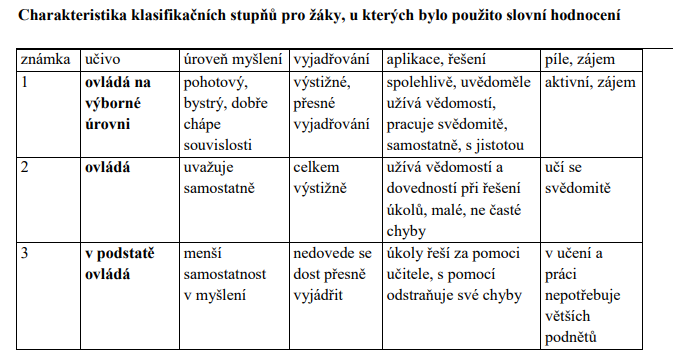 Charakteristika klasifikačních stupňů pro žáky, u kterých bylo použito slovní hodnocení
známka učivo úroveň myšlení vyjadřování aplikace, řešení píle, zájem
1 ovládá na pohotový, výstižné, spolehlivě, uvědoměle aktivní, zájem
výborné bystrý, dobře přesné užívá vědomostí,
úrovni chápe vyjadřování pracuje svědomitě,
souvislosti samostatně, s jistotou
2 ovládá uvažuje celkem užívá vědomostí a učí se
samostatně výstižně dovedností při řešení svědomitě
úkolů, malé, ne časté
chyby
3 v podstatě menší nedovede se úkoly řeší za pomoci v učení a
ovládá samostatnost dost přesně učitele, s pomocí práci
v myšlení vyjádřit odstraňuje své chyby nepotřebuje
větších
podnětů